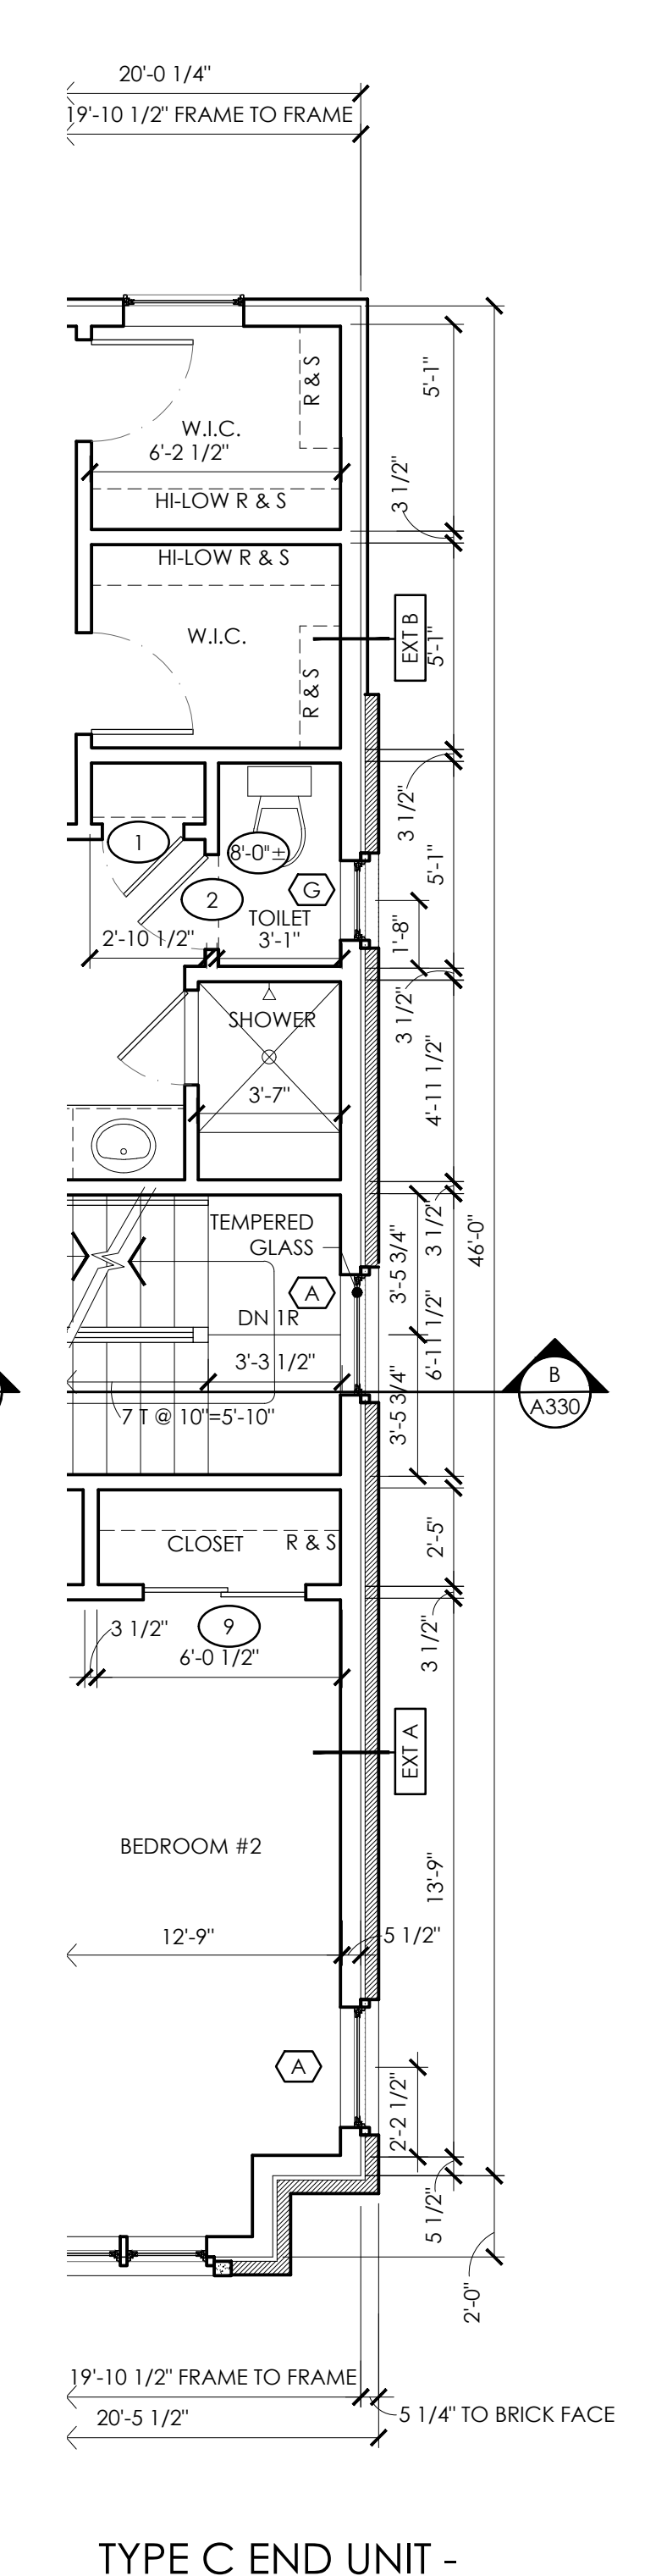 20'-0 1/4"
19'-10 1/2" FRAME TO FRAME
5'-1"
R & S
W.I.C.
6'-2 1/2"
3 1/2"
HI-LOW R & S
HI-LOW R & S
EXT B
W.I.C.
5'-1"
R & S
3 1/2"
1
8'-0"±
5'-1"
G
2
TOILET
1'-8"
2'-10 1/2"
3'-1"
3 1/2"
SHOWER
4'-11 1/2"
3'-7"
TEMPERED
GLASS
3 1/2"
46'-0"
3'-5 3/4"
A
DN 1R
6'-11 1/2"
3'-3 1/2"
B
A330
3'-5 3/4"
7 T @ 10"=5'-10"
2'-5"
CLOSET
R & S
9
3 1/2"
3 1/2"
6'-0 1/2"
EXT A
BEDROOM #2
13'-9"
12'-9"
5 1/2"
A
2'-2 1/2"
5 1/2"
2'-0"
19'-10 1/2" FRAME TO FRAME
5 1/4" TO BRICK FACE
20'-5 1/2"
TYPE C END UNIT -